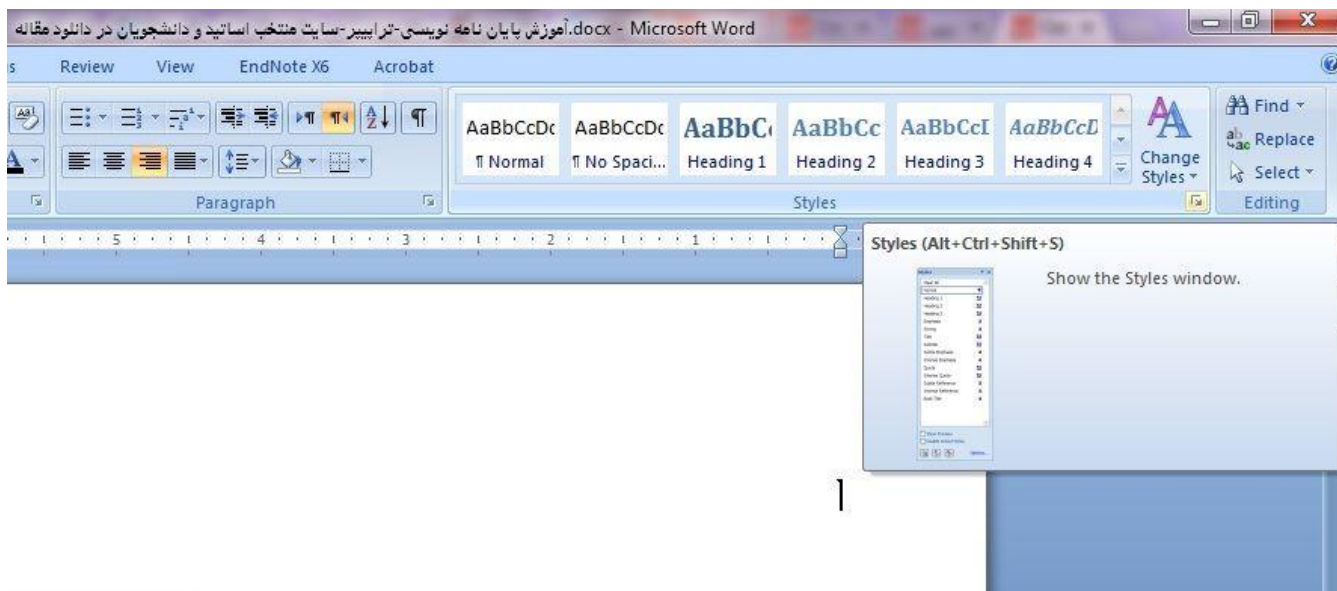 آموزش پایان نامه نویسی-ترابیپر-سایت منتخب اساتید و دانشجویان در دانلود مقاله.docx - Microsoft Word
s Review View EndNote X6 Acrobat
AaBbCcDc AaBbCcDc AaBbC AaBbCc AaBbCcI AaBbCcD
¶ Normal ¶ No Spaci... Heading 1 Heading 2 Heading 3 Heading 4
Change Styles
Find
Replace
Select
Paragraph Styles Editing
5 4 3 2 1
Styles (Alt+Ctrl+Shift+S)
Show the Styles window.